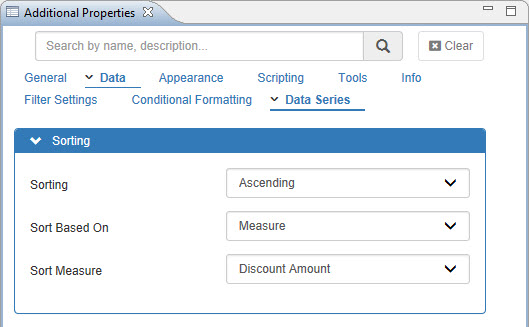 Additional Properties
Search by name, description...
Clear
General Data Appearance Scripting Tools Info
Filter Settings Conditional Formatting Data Series
Sorting
Sorting Ascending
Sort Based On Measure
Sort Measure Discount Amount